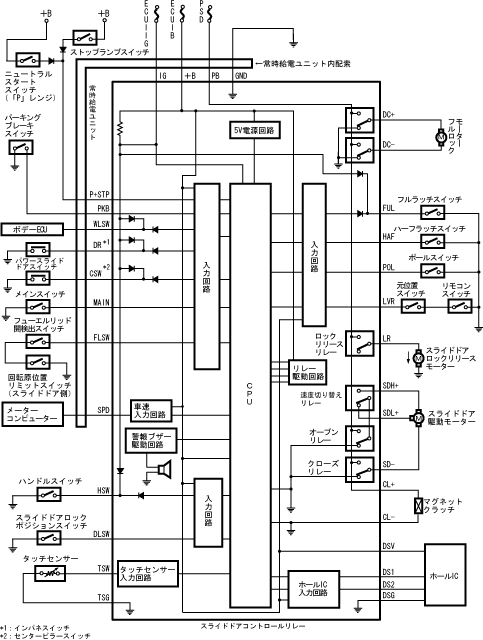 +B
+B
ECUIG
ECUIB
PSD
ストップランプスイッチ
ニュートラル
スタート
スイッチ
(「P」レンジ)
←常時給電ユニット内配索
常時給電ユニット
IG
+B
PB
GND
パーキング
ブレーキ
スイッチ
5V電源回路
DC+
DC-
フューエルロックモーター
P+STP
PKB
WLSW
DR *1
CSW *2
MAIN
FLSW
SPD
HSW
DLSW
TSW
TSG
ボデーECU
パワースライド
ドアスイッチ
メインスイッチ
フューエルリッド
開検出スイッチ
回転原位置
リミットスイッチ
(スライドドア側)
メーター
コンピューター
ハンドルスイッチ
スライドドアロック
ポジションスイッチ
タッチセンサー
入力回路
CPU
入力回路
FUL
HAF
POL
LVR
フルラッチスイッチ
ハーフラッチスイッチ
ポールスイッチ
元位置
スイッチ
リモコン
スイッチ
ロック
リリース
リレー
LR
スライドドア
ロックリリース
モーター
リレー
駆動回路
速度切り替え
リレー
SDH+
SDL+
スライドドア
駆動モーター
オープン
リレー
クローズ
リレー
SD-
CL+
マグネット
クラッチ
CL-
車速
入力回路
警報ブザー
駆動回路
入力回路
タッチセンサー
入力回路
ホールIC
入力回路
DSV
DS1
DS2
DSG
ホールIC
スライドドアコントロールリレー
*1:インパネスイッチ
*2:センターピラースイッチ